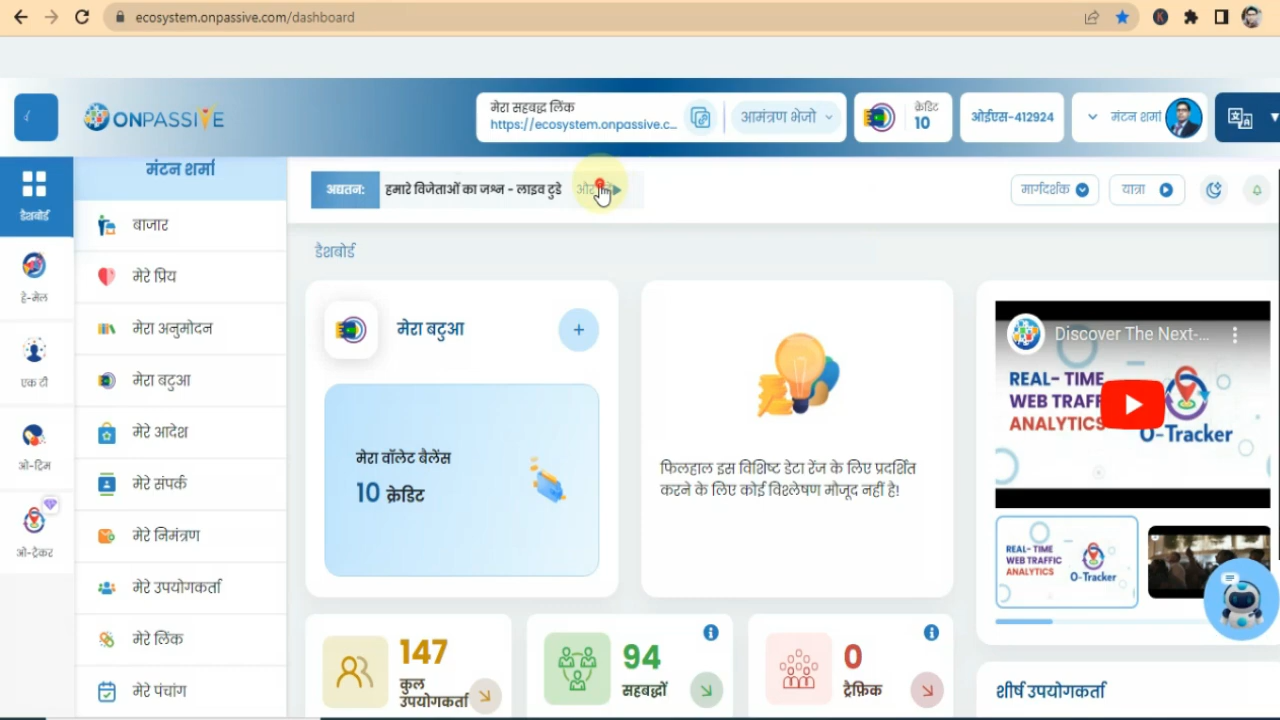 ecosystem.onpassive.com/dashboard
ONPASSIVE
मेरा सहबद्ध लिंक
https://ecosystem.onpassive.c...
आमंत्रण भेजो
क्रेडिट
10
ओईएस-412924
मंटन शर्मा
डैशबोर्ड
हे-मेल
एक टी
ओ-ट्रिम
ओ-ट्रैकर
मंटन शर्मा
बाजार
मेरे प्रिय
मेरा अनुमोदन
मेरा बटुआ
मेरे आदेश
मेरे संपर्क
मेरे निमंत्रण
मेरे उपयोगकर्ता
मेरे लिंक
मेरे पंचांग
अद्यतन: हमारे विजेताओं का जश्न - लाइव टुडे
मार्गदर्शक
यात्रा
डैशबोर्ड
मेरा बटुआ
मेरा वॉलेट बैलेंस
10 क्रेडिट
फिलहाल इस विशिष्ट डेटा रेंज के लिए प्रदर्शित
करने के लिए कोई विश्लेषण मौजूद नहीं है!
Discover The Next-...
REAL- TIME
WEB TRAFF
ANALYTICS
O-Tracker
REAL- TIME
WEB TRAFFIC
ANALYTICS
O-Tracker
147
कुल
उपयोगकर्ता
94
सहबद्धों
0
ट्रैफ़िक
शीर्ष उपयोगकर्ता